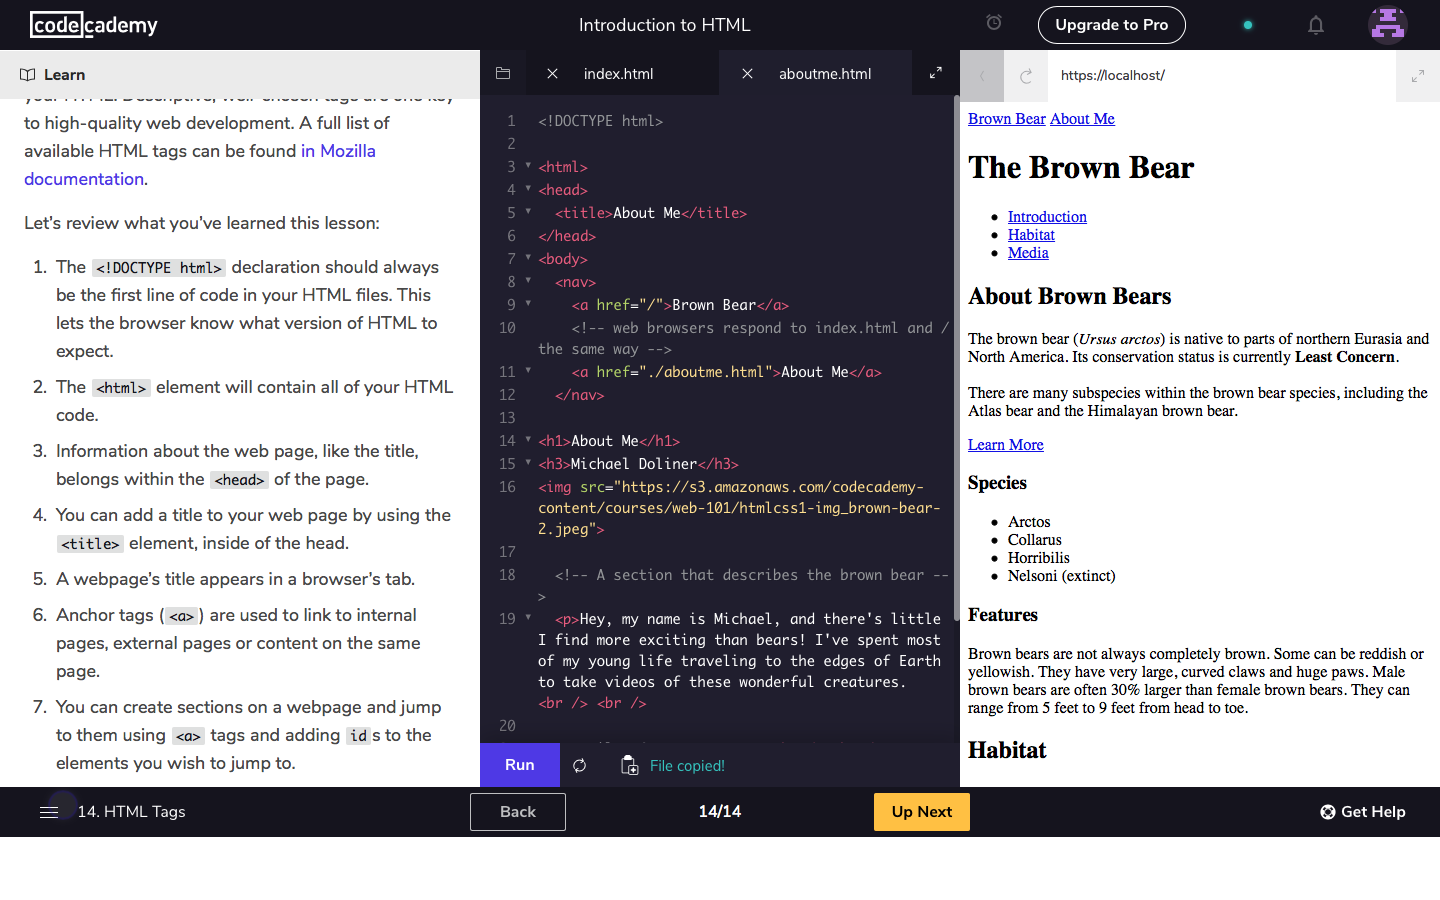 codecademy
Introduction to HTML
Upgrade to Pro
Learn
your HTML. Descriptive, well-chosen tags are one key
to high-quality web development. A full list of
available HTML tags can be found in Mozilla
documentation.
Let's review what you've learned this lesson:
1. The <!DOCTYPE html> declaration should always
be the first line of code in your HTML files. This
lets the browser know what version of HTML to
expect.
2. The <html> element will contain all of your HTML
code.
3. Information about the web page, like the title,
belongs within the <head> of the page.
4. You can add a title to your web page by using the
<title> element, inside of the head.
5. A webpage's title appears in a browser's tab.
6. Anchor tags (<a>) are used to link to internal
pages, external pages or content on the same
page.
7. You can create sections on a webpage and jump
to them using <a> tags and adding ids to the
elements you wish to jump to.
index.html
aboutme.html
1 <!DOCTYPE html>
2
3 <html>
4 <head>
5 <title>About Me</title>
6 </head>
7 <body>
8 <nav>
9 <a href="/">Brown Bear</a>
10 <!-- web browsers respond to index.html and /
the same way -->
11 <a href="./aboutme.html">About Me</a>
12 </nav>
13
14 <h1>About Me</h1>
15 <h3>Michael Doliner</h3>
16 <img src="https://s3.amazonaws.com/codecademy-
content/courses/web-101/htmlcss1-img_brown-bear-
2.jpeg">
17
18 <!-- A section that describes the brown bear --
>
19 <p>Hey, my name is Michael, and there's little
I find more exciting than bears! I've spent most
of my young life traveling to the edges of Earth
to take videos of these wonderful creatures.
<br /> <br />
20
Run
File copied!
https://localhost/
Brown Bear About Me
The Brown Bear
Introduction
Habitat
Media
About Brown Bears
The brown bear (Ursus arctos) is native to parts of northern Eurasia and
North America. Its conservation status is currently Least Concern.
There are many subspecies within the brown bear species, including the
Atlas bear and the Himalayan brown bear.
Learn More
Species
Arctos
Collarus
Horribilis
Nelsoni (extinct)
Features
Brown bears are not always completely brown. Some can be reddish or
yellowish. They have very large, curved claws and huge paws. Male
brown bears are often 30% larger than female brown bears. They can
range from 5 feet to 9 feet from head to toe.
Habitat
14. HTML Tags
Back
14/14
Up Next
Get Help